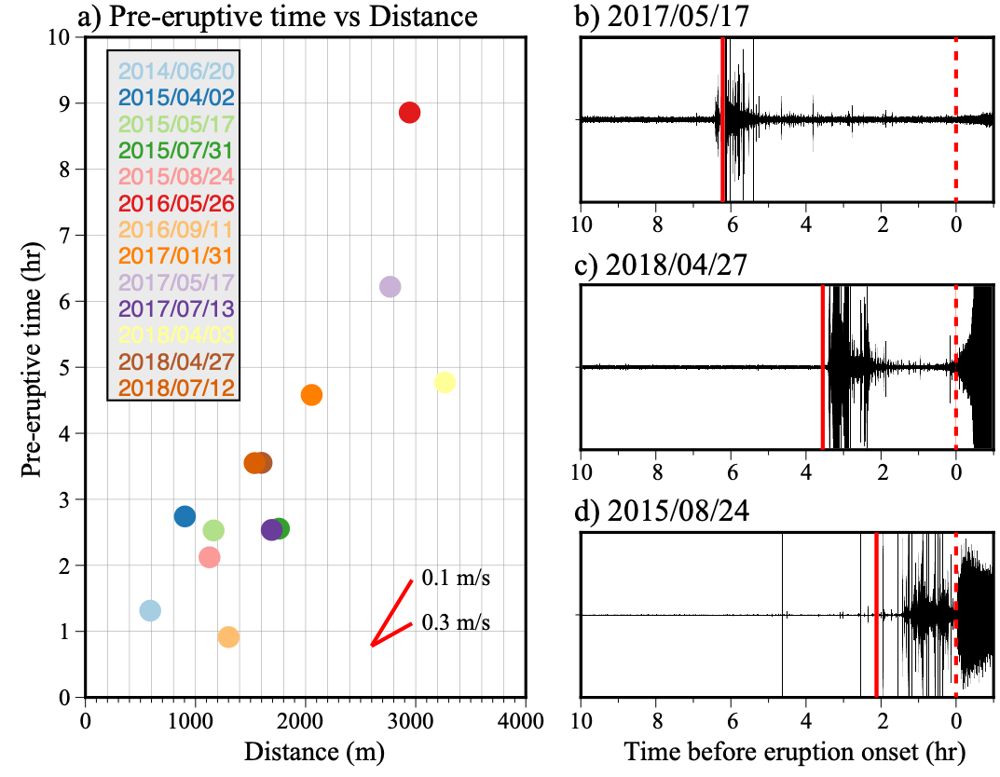 a) Pre-eruptive time vs Distance
10
9
8
7
6
5
4
3
2
1
0
Pre-eruptive time (hr)
2014/06/20
2015/04/02
2015/05/17
2015/07/31
2015/08/24
2016/05/26
2016/09/11
2017/01/31
2017/05/17
2017/07/13
2018/04/03
2018/04/27
2018/07/12
0.1 m/s
0.3 m/s
0 1000 2000 3000 4000
Distance (m)
b) 2017/05/17
10 8 6 4 2 0
c) 2018/04/27
10 8 6 4 2 0
d) 2015/08/24
10 8 6 4 2 0
Time before eruption onset (hr)